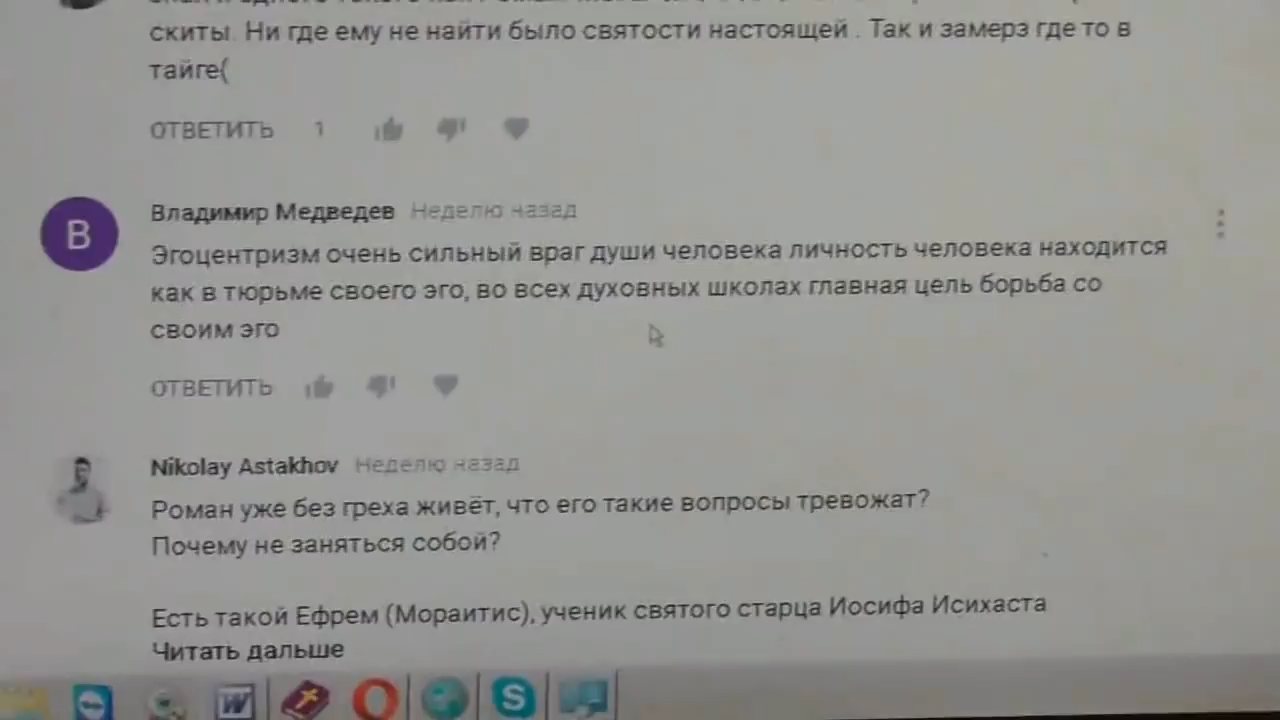 скиты. Ни где ему не найти было святости настоящей . Так и замерз где то в
тайге(
ОТВЕТИТЬ 1
Владимир Медведев Неделю назад
В
Эгоцентризм очень сильный враг души человека личность человека находится
как в тюрьме своего эго, во всех духовных школах главная цель борьба со
своим эго
ОТВЕТИТЬ
Nikolay Astakhov Неделю назад
Роман уже без греха живёт, что его такие вопросы тревожат?
Почему не заняться собой?
Есть такой Ефрем (Мораитис), ученик святого старца Иосифа Исихаста
Читать дальше
W
S